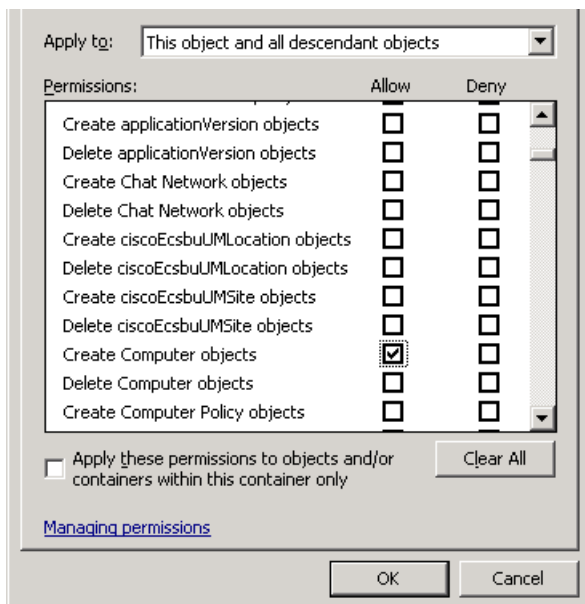 Apply to: This object and all descendant objects
Permissions: Allow Deny
Create applicationVersion objects
Delete applicationVersion objects
Create Chat Network objects
Delete Chat Network objects
Create ciscoEcsbuUMLocation objects
Delete ciscoEcsbuUMLocation objects
Create ciscoEcsbuUMSite objects
Delete ciscoEcsbuUMSite objects
Create Computer objects
Delete Computer objects
Create Computer Policy objects
Apply these permissions to objects and/or
containers within this container only
Clear All
Managing permissions
OK Cancel